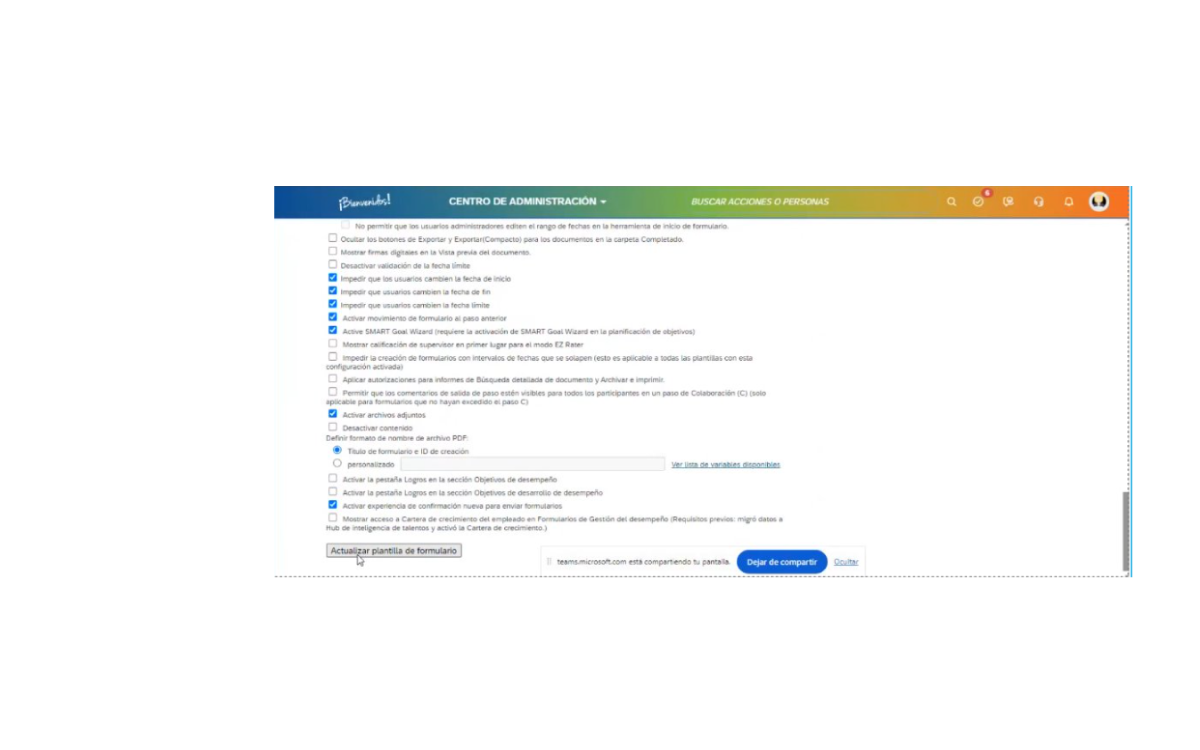 ¡Bienvenidos!
CENTRO DE ADMINISTRACIÓN
BUSCAR ACCIONES O PERSONAS
6
No permitir que los usuarios administradores editen el rango de fechas en la herramienta de inicio de formulario.
Ocultar los botones de Exportar y Exportar(Compacto) para los documentos en la carpeta Completado.
Mostrar firmas digitales en la Vista previa del documento.
Desactivar validación de la fecha límite
Impedir que los usuarios cambien la fecha de inicio
Impedir que usuarios cambien la fecha de fin
Impedir que usuarios cambien la fecha límite
Activar movimiento de formulario al paso anterior
Active SMART Goal Wizard (requiere la activación de SMART Goal Wizard en la planificación de objetivos)
Mostrar calificación de supervisor en primer lugar para el modo EZ Rater
Impedir la creación de formularios con intervalos de fechas que se solapen (esto es aplicable a todas las plantillas con esta
configuración activada)
Aplicar autorizaciones para informes de Búsqueda detallada de documento y Archivar e imprimir.
Permitir que los comentarios de salida de paso estén visibles para todos los participantes en un paso de Colaboración (C) (solo
aplicable para formularios que no hayan excedido el paso C)
Activar archivos adjuntos
Desactivar contenido
Definir formato de nombre de archivo PDF:
Título de formulario e ID de creación
personalizado
Ver lista de variables disponibles
Activar la pestaña Logros en la sección Objetivos de desempeño
Activar la pestaña Logros en la sección Objetivos de desarrollo de desempeño
Activar experiencia de confirmación nueva para enviar formularios
Mostrar acceso a Cartera de crecimiento del empleado en Formularios de Gestión del desempeño (Requisitos previos: migró datos a
Hub de inteligencia de talentos y activó la Cartera de crecimiento.)
Actualizar plantilla de formulario
teams.microsoft.com está compartiendo tu pantalla.
Dejar de compartir
Ocultar